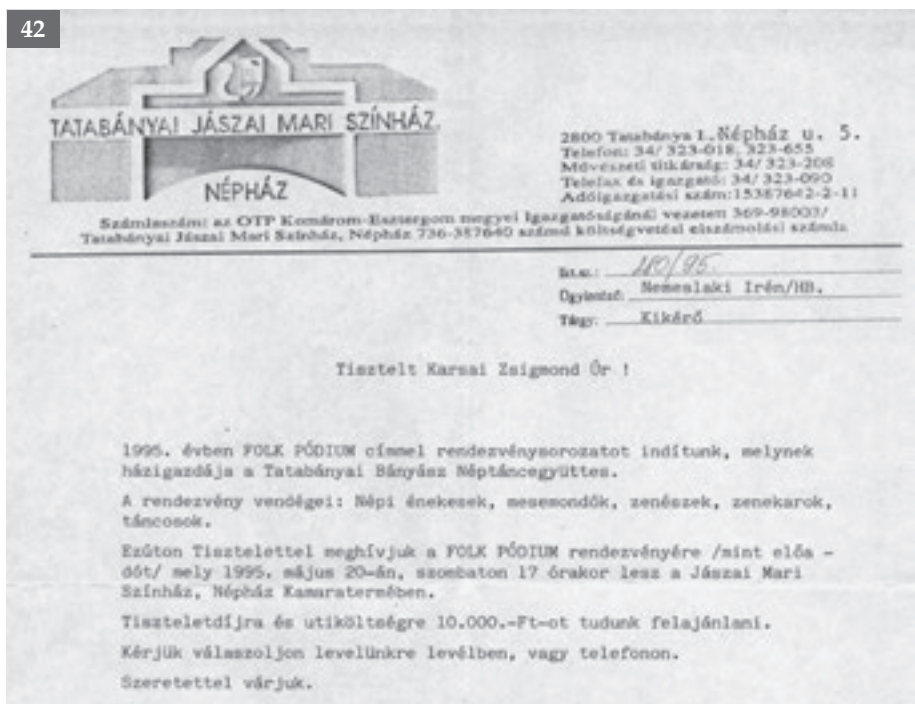 42
TATABÁNYAI JÁSZAI MARI SZÍNHÁZ
NÉPHÁZ
2800 Tatabánya I., Népház u. 5.
Telefon: 34/ 323-018, 323-655
Művészeti titkárság: 34/ 323-208
Telefax és igazgató: 34/ 323-090
Adóigazgatási szám: 15387642-2-11
Számlaszám: az OTP Komárom-Esztergom megyei Igazgatóságánál vezetett 369-98003/
Tatabányai Jászai Mari Színház, Népház 736-387640 számú költségvetési elszámolási számla
Ikt.sz.: 110/95.
Ügyintéző: Nemeslaki Irén/HB.
Tárgy: Kikérő
Tisztelt Karsai Zsigmond Úr !
1995. évben FOLK PÓDIUM címmel rendezvénysorozatot indítunk, melynek
házigazdája a Tatabányai Bányász Néptáncegyüttes.
A rendezvény vendégei: Népi énekesek, mesemondók, zenészek, zenekarok,
táncosok.
Ezúton Tisztelettel meghívjuk a FOLK PÓDIUM rendezvényére /mint előa -
dót/ mely 1995. május 20-án, szombaton 17 órakor lesz a Jászai Mari
Színház, Népház Kamaratermében.
Tiszteletdíjra és utiköltségre 10.000.-Ft-ot tudunk felajánlani.
Kérjük válaszoljon levelünkre levélben, vagy telefonon.
Szeretettel várjuk.